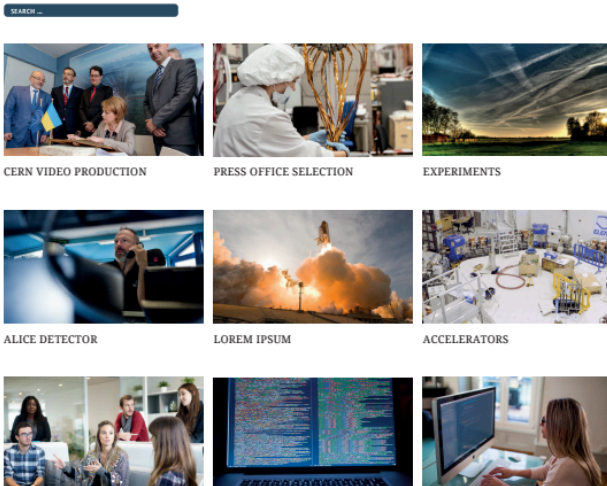 SEARCH ...
CERN VIDEO PRODUCTION
PRESS OFFICE SELECTION
EXPERIMENTS
ALICE DETECTOR
LOREM IPSUM
ACCELERATORS